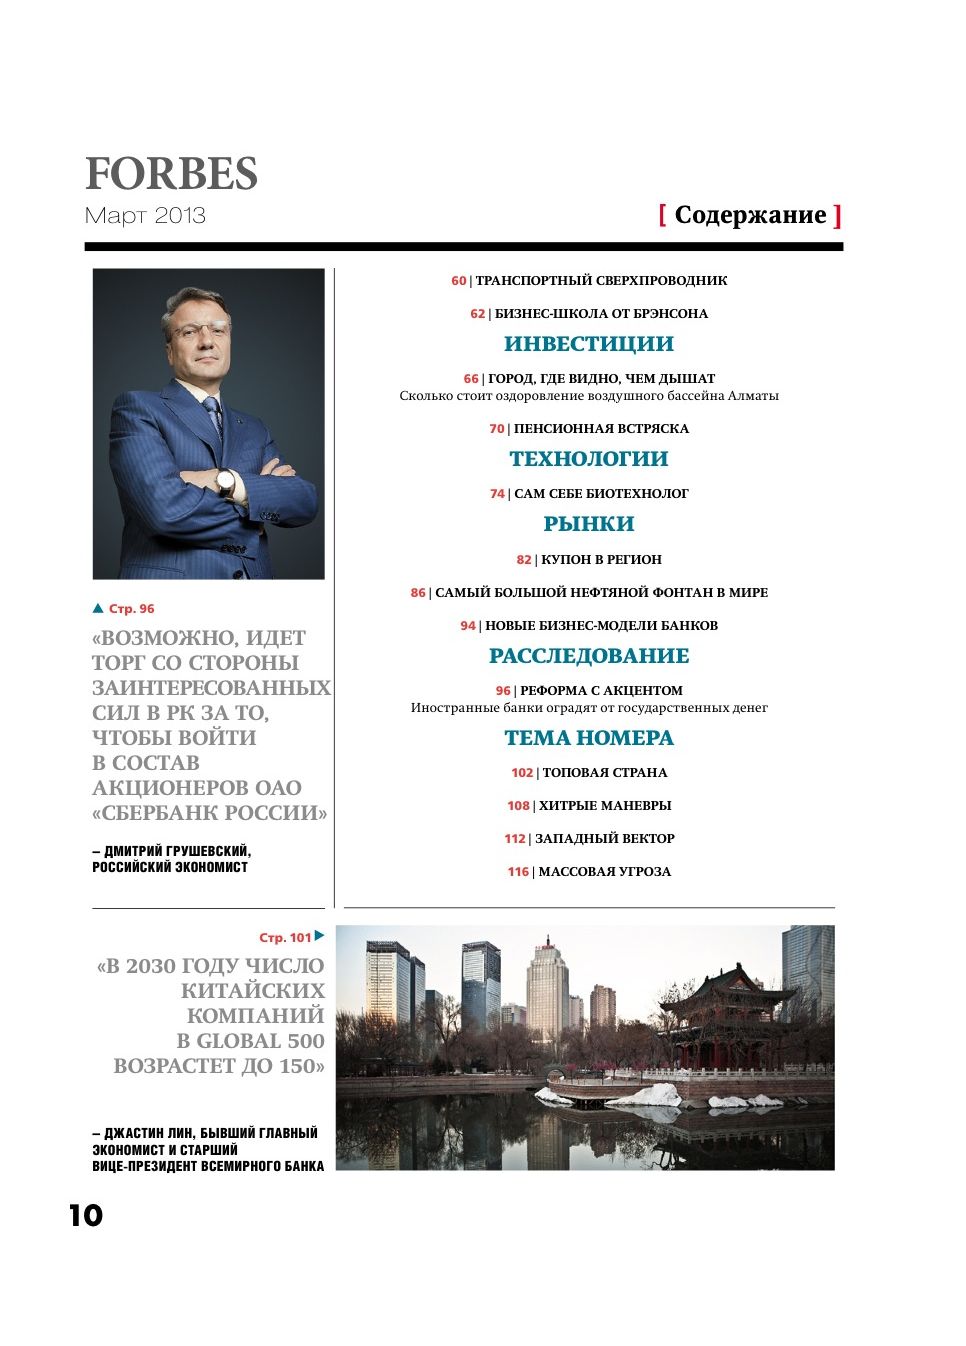 FORBES
Март 2013
[ Содержание ]
60 | ТРАНСПОРТНЫЙ СВЕРХПРОВОДНИК
62 | БИЗНЕС-ШКОЛА ОТ БРЭНСОНА
ИНВЕСТИЦИИ
66 | ГОРОД, ГДЕ ВИДНО, ЧЕМ ДЫШАТ
Сколько стоит оздоровление воздушного бассейна Алматы
70 | ПЕНСИОННАЯ ВСТРЯСКА
ТЕХНОЛОГИИ
74 | САМ СЕБЕ БИОТЕХНОЛОГ
РЫНКИ
82 | КУПОН В РЕГИОН
86 | САМЫЙ БОЛЬШОЙ НЕФТЯНОЙ ФОНТАН В МИРЕ
94 | НОВЫЕ БИЗНЕС-МОДЕЛИ БАНКОВ
РАССЛЕДОВАНИЕ
96 | РЕФОРМА С АКЦЕНТОМ
Иностранные банки оградят от государственных денег
ТЕМА НОМЕРА
102 | ТОПОВАЯ СТРАНА
108 | ХИТРЫЕ МАНЕВРЫ
112 | ЗАПАДНЫЙ ВЕКТОР
116 | МАССОВАЯ УГРОЗА
Стр. 96
«ВОЗМОЖНО, ИДЕТ
ТОРГ СО СТОРОНЫ
ЗАИНТЕРЕСОВАННЫХ
СИЛ В РК ЗА ТО,
ЧТОБЫ ВОЙТИ
В СОСТАВ
АКЦИОНЕРОВ ОАО
«СБЕРБАНК РОССИИ»
– ДМИТРИЙ ГРУШЕВСКИЙ,
РОССИЙСКИЙ ЭКОНОМИСТ
Стр. 101
«В 2030 ГОДУ ЧИСЛО
КИТАЙСКИХ
КОМПАНИЙ
В GLOBAL 500
ВОЗРАСТЕТ ДО 150»
– ДЖАСТИН ЛИН, БЫВШИЙ ГЛАВНЫЙ
ЭКОНОМИСТ И СТАРШИЙ
ВИЦЕ-ПРЕЗИДЕНТ ВСЕМИРНОГО БАНКА
10